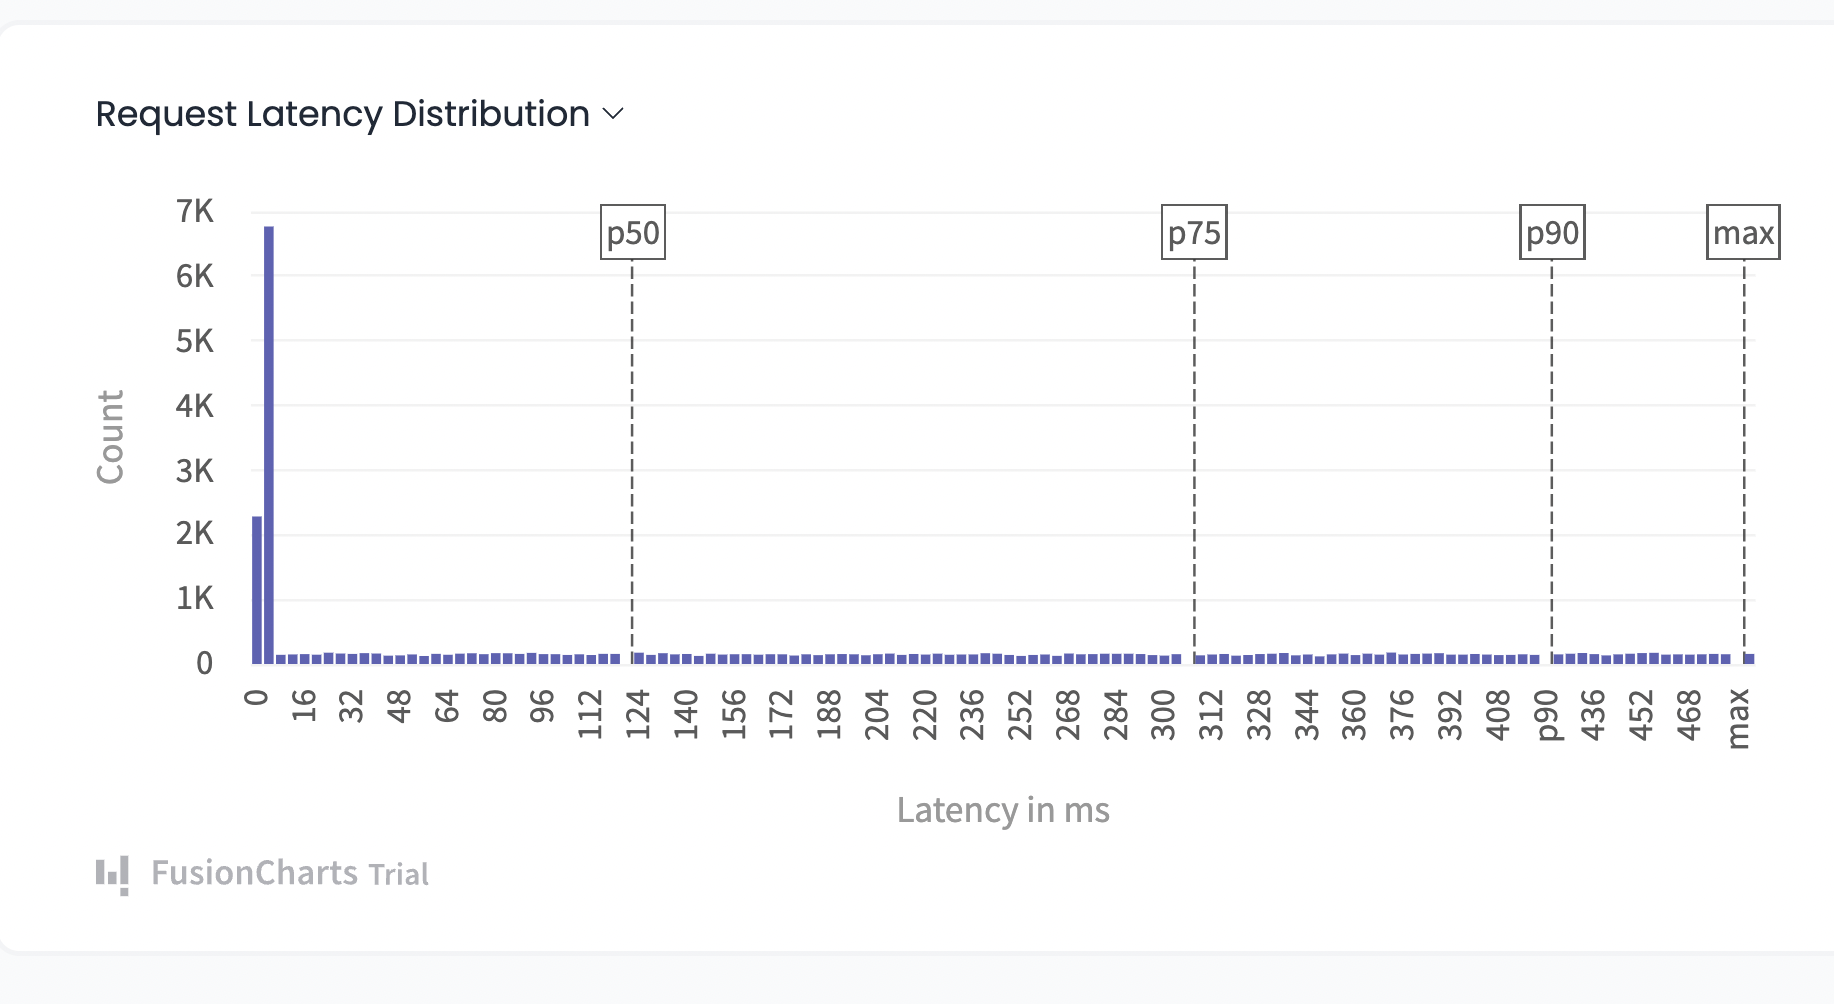 Request Latency Distribution
7K
6K
5K
4K
3K
2K
1K
0
Count
p50
p75
p90
max
0 16 32 48 64 80 96 112 124 140 156 172 188 204 220 236 252 268 284 300 312 328 344 360 376 392 408 p90 436 452 468 max
Latency in ms
FusionCharts Trial